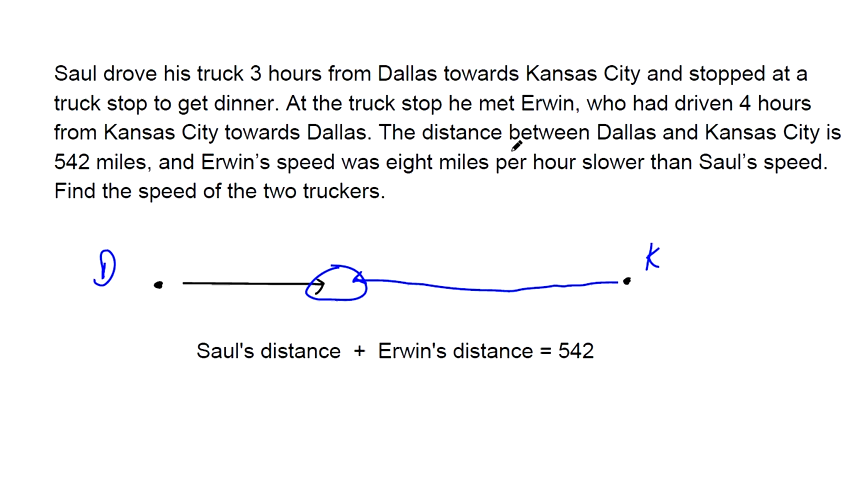 Saul drove his truck 3 hours from Dallas towards Kansas City and stopped at a
truck stop to get dinner. At the truck stop he met Erwin, who had driven 4 hours
from Kansas City towards Dallas. The distance between Dallas and Kansas City is
542 miles, and Erwin’s speed was eight miles per hour slower than Saul’s speed.
Find the speed of the two truckers.
D K
Saul's distance + Erwin's distance = 542